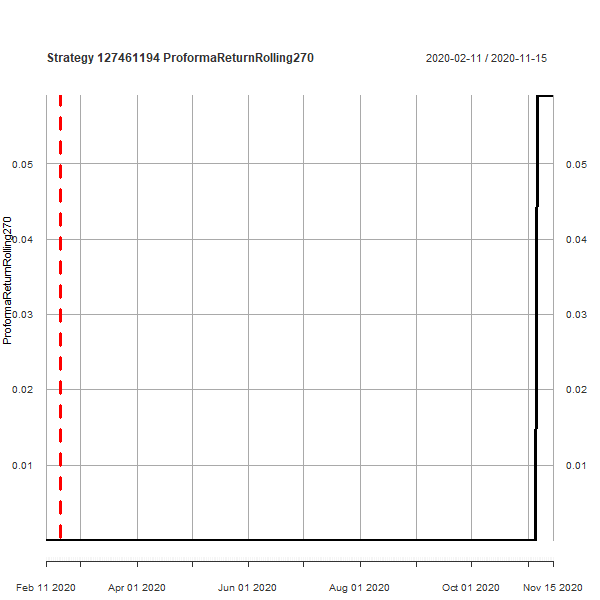 Strategy 127461194 ProformaReturnRolling270
2020-02-11 / 2020-11-15
ProformaReturnRolling270
0.05
0.04
0.03
0.02
0.01
0.05
0.04
0.03
0.02
0.01
Feb 11 2020
Apr 01 2020
Jun 01 2020
Aug 01 2020
Oct 01 2020
Nov 15 2020